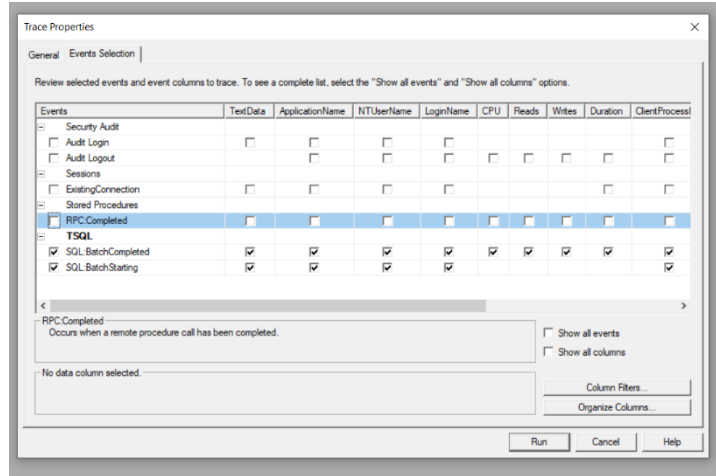 Trace Properties
General Events Selection
Review selected events and event columns to trace. To see a complete list, select the "Show all events" and "Show all columns" options.
Events TextData ApplicationName NTUserName LoginName CPU Reads Writes Duration ClientProcessI
Security Audit
Audit Login
Audit Logout
Sessions
ExistingConnection
Stored Procedures
RPC:Completed
TSQL
SQL:BatchCompleted
SQL:BatchStarting
RPC:Completed
Occurs when a remote procedure call has been completed.
Show all events
Show all columns
No data column selected.
Column Filters...
Organize Columns...
Run Cancel Help